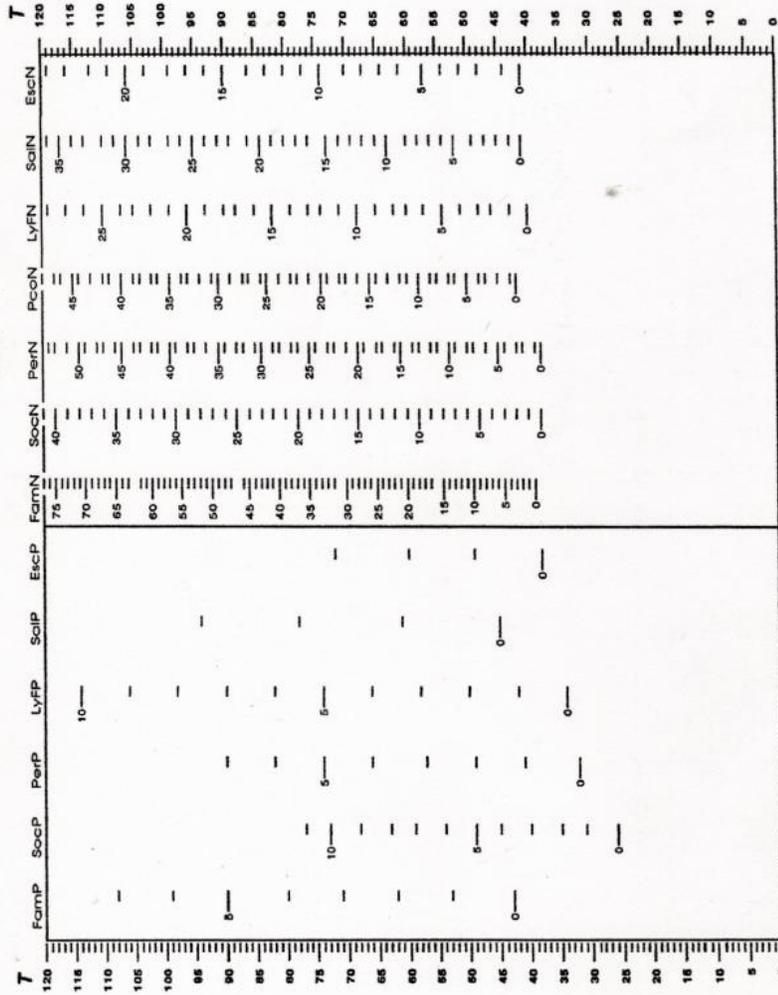 T FamP SocP PerP LyFP SalP EscP FamN SocN PerN PcoN LyFN SalN EscN T
120 115 110 105 100 95 90 85 80 75 70 65 60 55 50 45 40 35 30 25 20 15 10 5 0
5 0
10 5 0
5 0
10 5 0
0
0
75 70 65 60 55 50 45 40 35 30 25 20 15 10 5 0
40 35 30 25 20 15 10 5 0
50 45 40 35 30 25 20 15 10 5 0
45 40 35 30 25 20 15 10 5 0
25 20 15 10 5 0
35 30 25 20 15 10 5 0
20 15 10 5 0
120 115 110 105 100 95 90 85 80 75 70 65 60 55 50 45 40 35 30 25 20 15 10 5 0